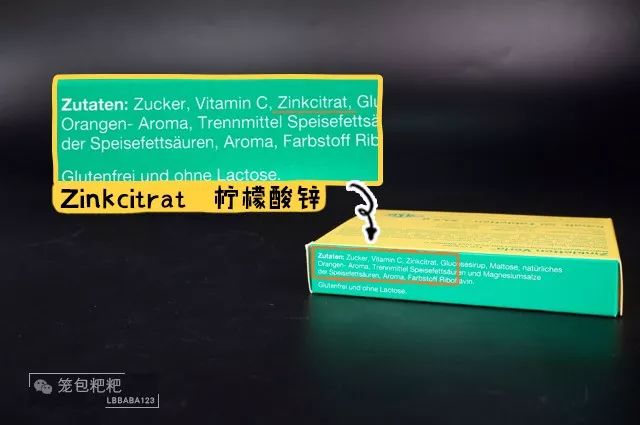 Zutaten: Zucker, Vitamin C, Zinkcitrat, Glu
Orangen- Aroma, Trennmittel Speisefettsä
der Speisefettsäuren, Aroma, Farbstoff Rib
Glutenfrei und ohne Lactose.
Zinkcitrat 柠檬酸锌
Zutaten: Zucker, Vitamin C, Zinkcitrat, Glucosesirup, Maltose, natürliches
Orangen- Aroma, Trennmittel Speisefettsäuren und Magnesiumsalze
der Speisefettsäuren, Aroma, Farbstoff Riboflavin.
Glutenfrei und ohne Lactose.
笼包粑粑
LBBABA123